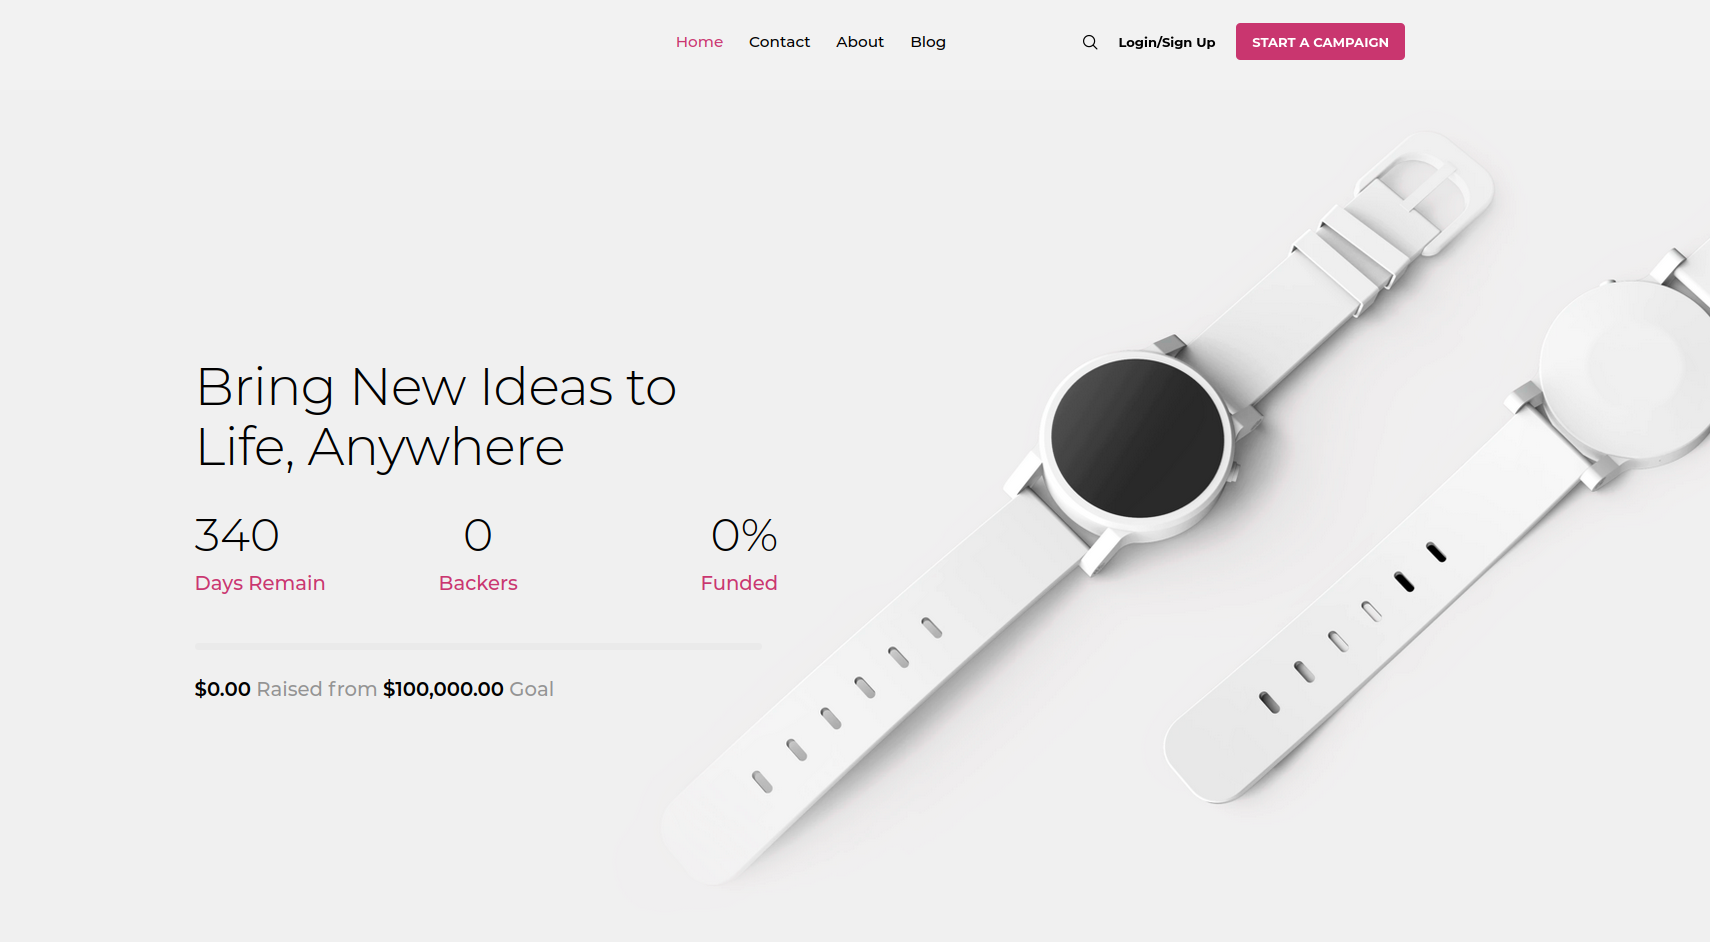 Home Contact About Blog Login/Sign Up START A CAMPAIGN
Bring New Ideas to
Life, Anywhere
340 0 0%
Days Remain Backers Funded
$0.00 Raised from $100,000.00 Goal